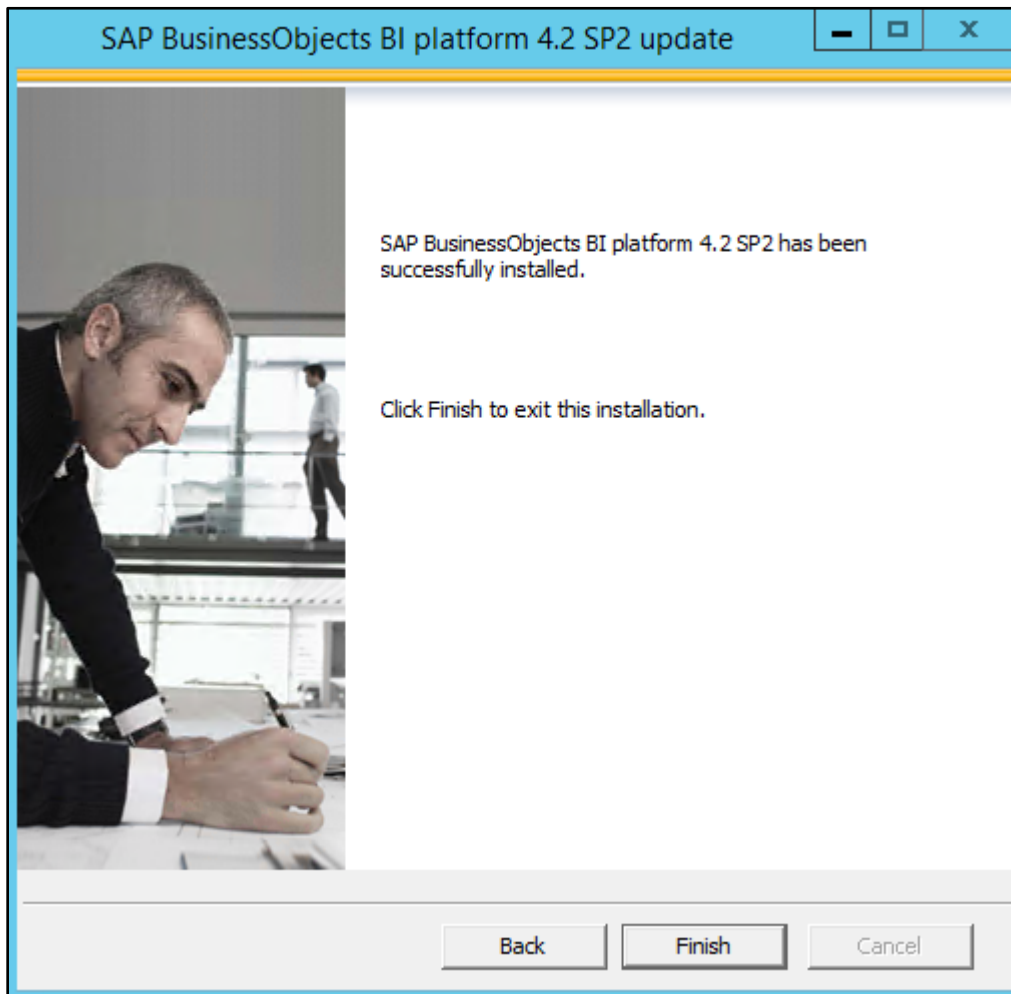 SAP BusinessObjects BI platform 4.2 SP2 update
SAP BusinessObjects BI platform 4.2 SP2 has been
successfully installed.
Click Finish to exit this installation.
Back
Finish
Cancel